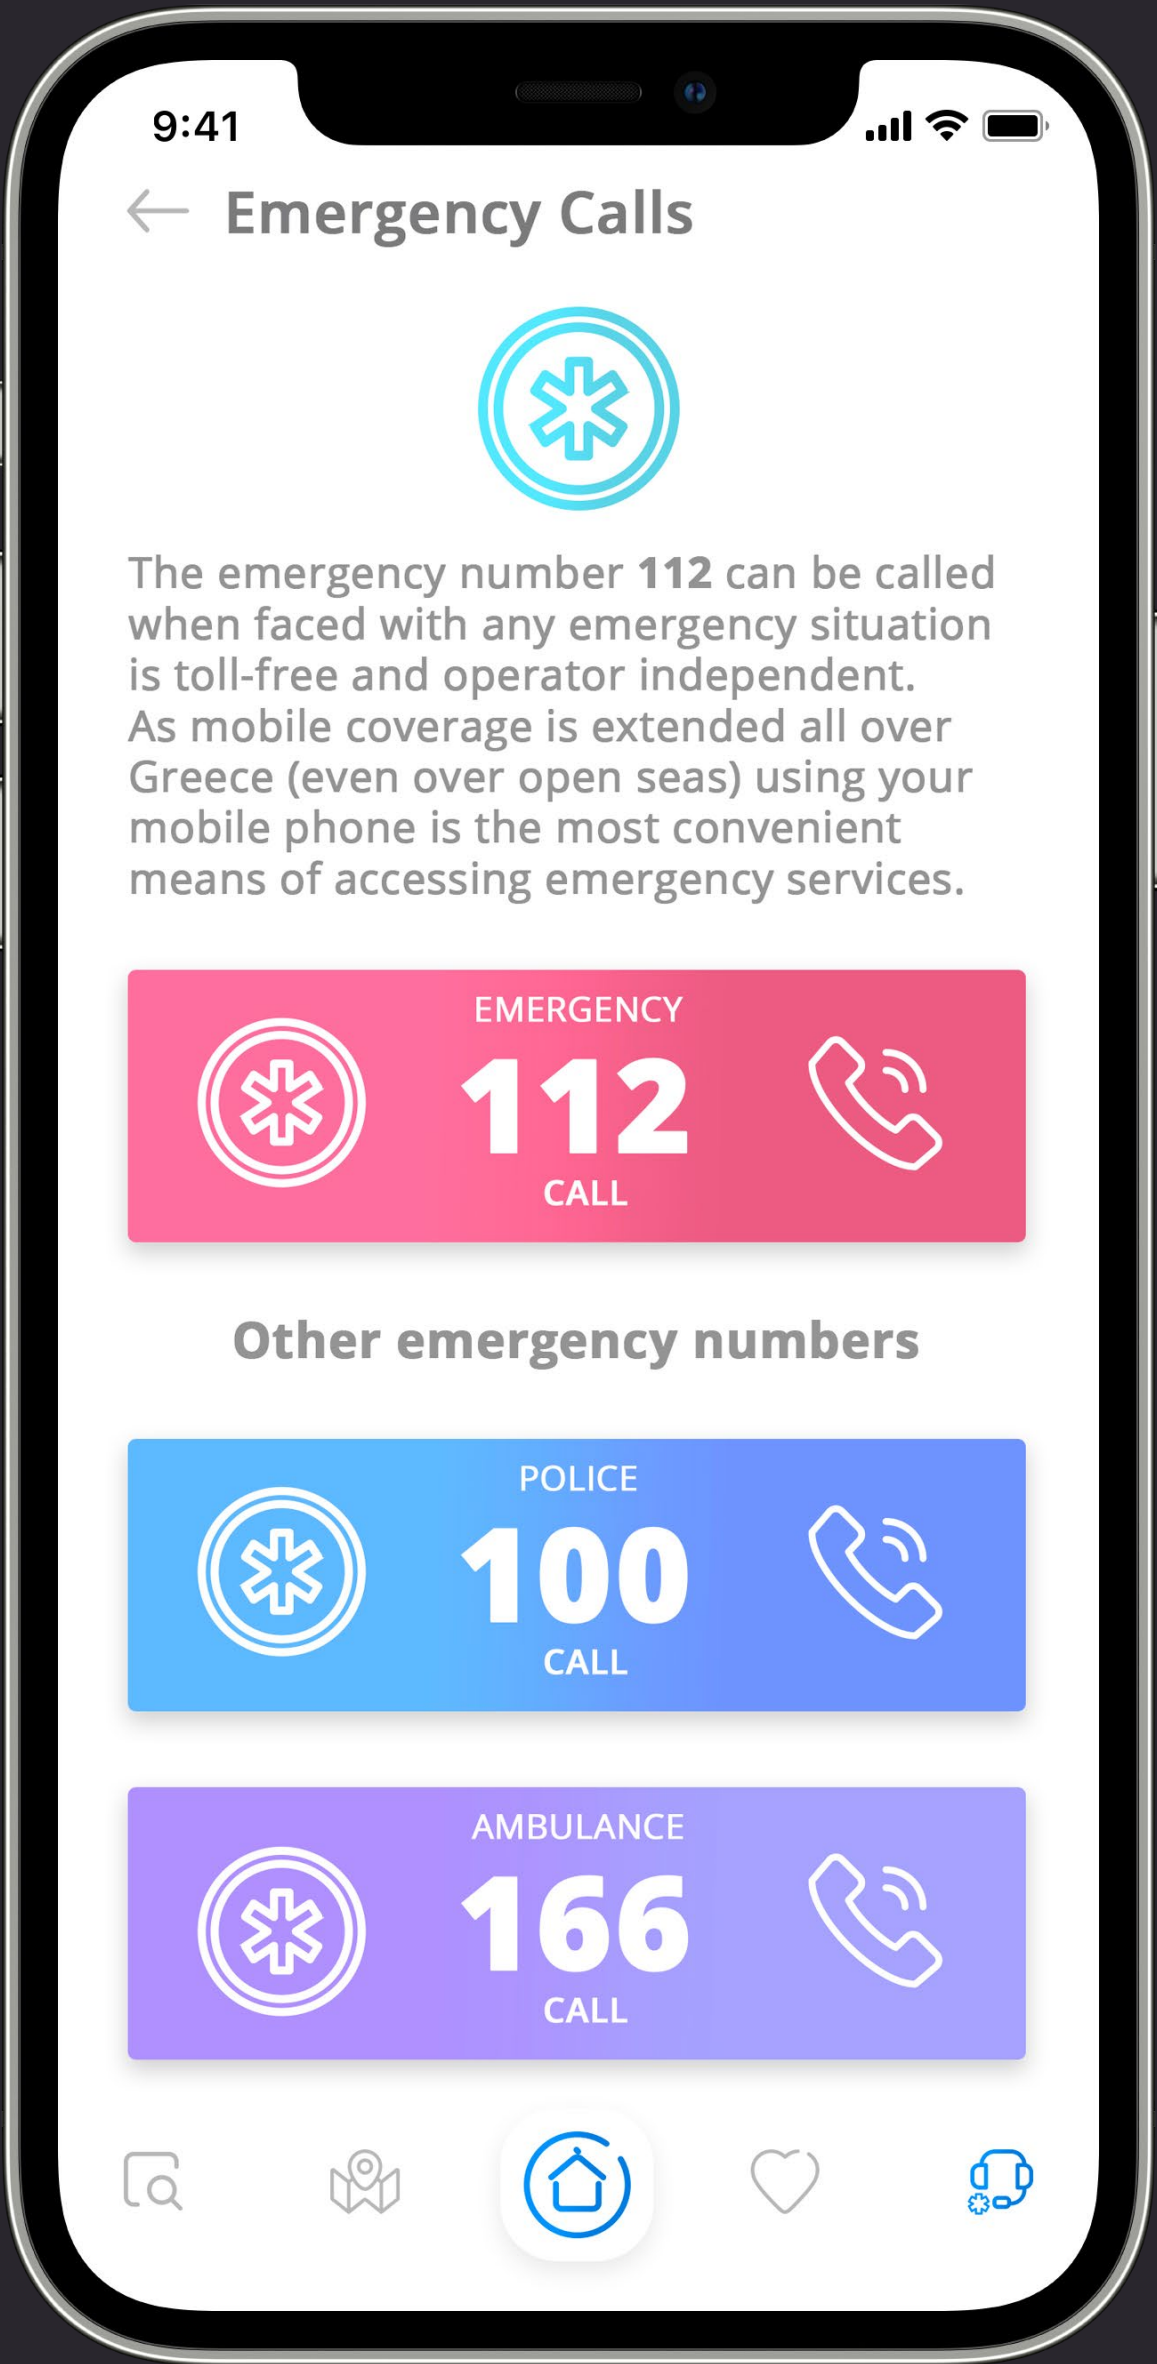 9:41
Emergency Calls
The emergency number 112 can be called
when faced with any emergency situation
is toll-free and operator independent.
As mobile coverage is extended all over
Greece (even over open seas) using your
mobile phone is the most convenient
means of accessing emergency services.
EMERGENCY
112
CALL
Other emergency numbers
POLICE
100
CALL
AMBULANCE
166
CALL